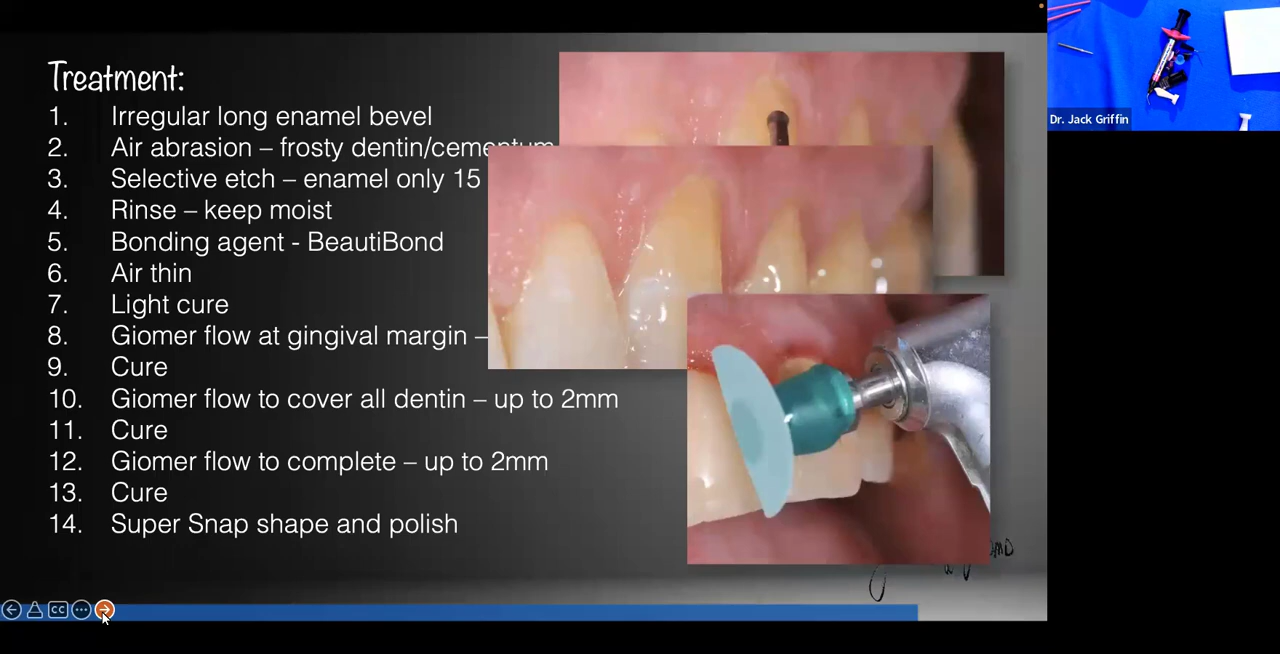 Treatment:
1. Irregular long enamel bevel
2. Air abrasion – frosty dentin/cementum
3. Selective etch – enamel only 15
4. Rinse – keep moist
5. Bonding agent - BeautiBond
6. Air thin
7. Light cure
8. Giomer flow at gingival margin –
9. Cure
10. Giomer flow to cover all dentin – up to 2mm
11. Cure
12. Giomer flow to complete – up to 2mm
13. Cure
14. Super Snap shape and polish
DMD
CC
Dr. Jack Griffin